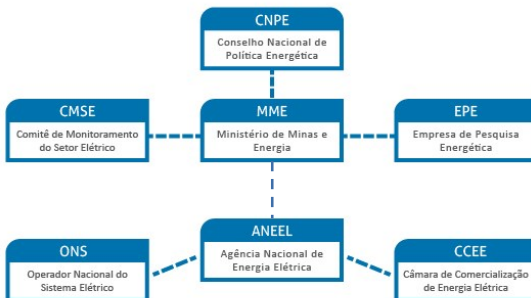 CNPE
Conselho Nacional de
Política Energética
CMSE
Comitê de Monitoramento
do Setor Elétrico
MME
Ministério de Minas e
Energia
EPE
Empresa de Pesquisa
Energética
ANEEL
Agência Nacional de
Energia Elétrica
ONS
Operador Nacional do
Sistema Elétrico
CCEE
Câmara de Comercialização
de Energia Elétrica